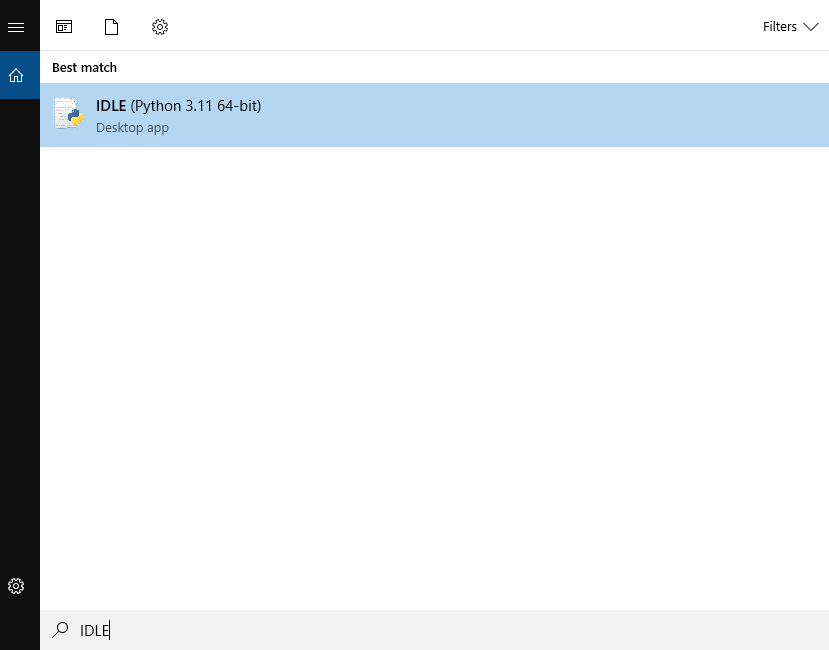 Filters
Best match
IDLE (Python 3.11 64-bit)
Desktop app
IDLE